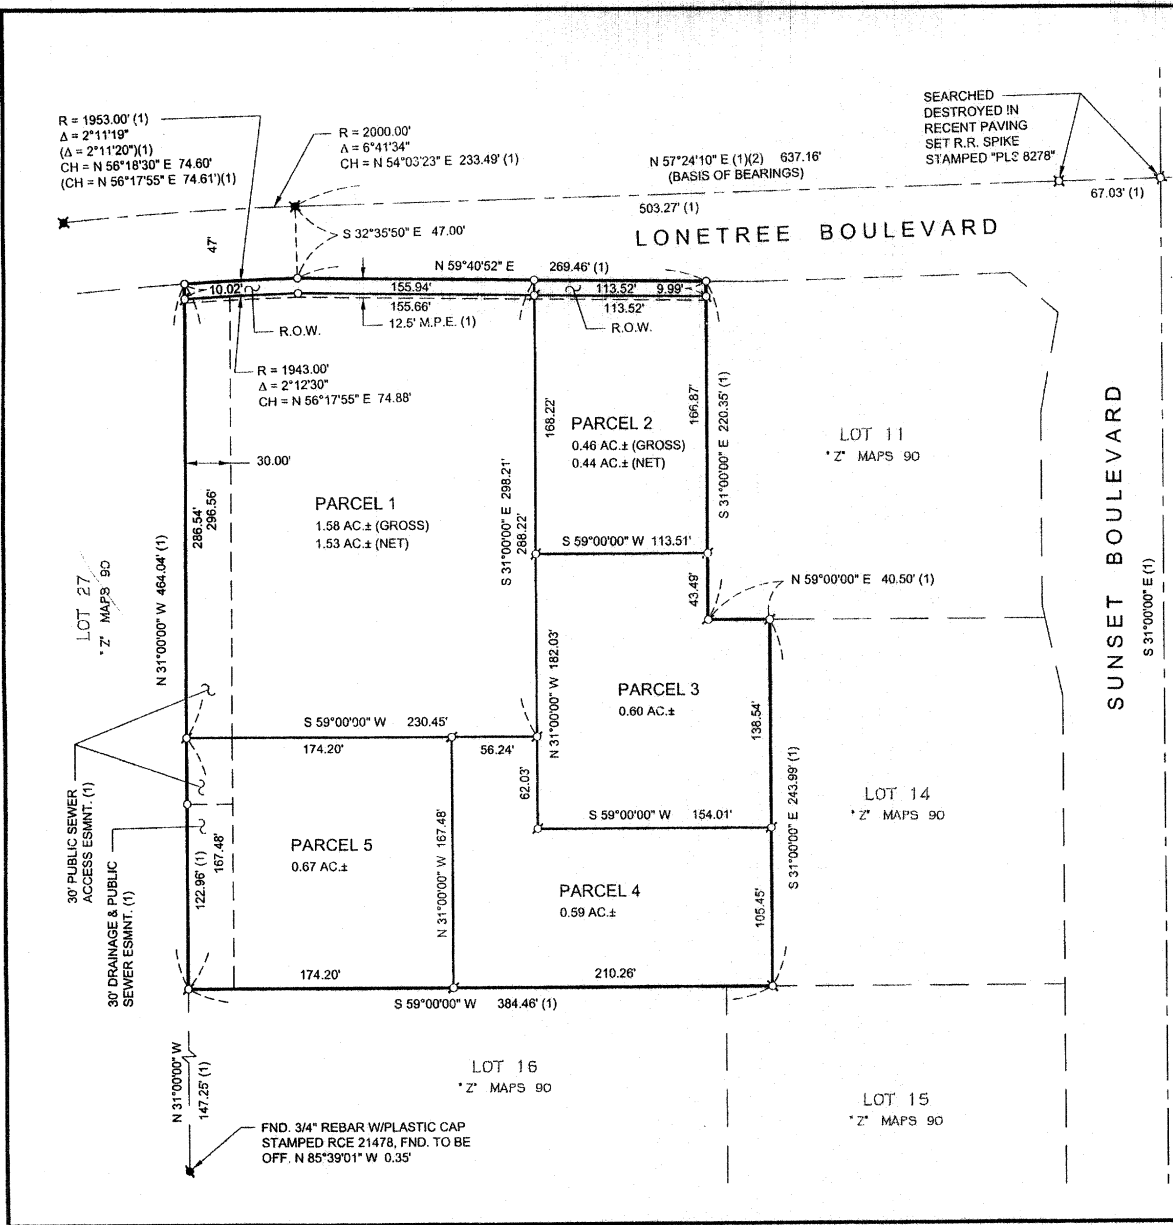 R = 1953.00' (1)
Δ = 2°11'19"
(Δ = 2°11'20")(1)
CH = N 56°18'30" E 74.60'
(CH = N 56°17'55" E 74.61')(1)
R = 2000.00'
Δ = 6°41'34"
CH = N 54°03'23" E 233.49' (1)
N 57°24'10" E (1)(2) 637.16'
(BASIS OF BEARINGS)
SEARCHED
DESTROYED IN
RECENT PAVING
SET R.R. SPIKE
STAMPED "PLS 8278"
67.03' (1)
503.27' (1)
LONETREE BOULEVARD
47'
S 32°35'50" E 47.00'
N 59°40'52" E 269.46' (1)
10.02'
155.94'
113.52'
9.99'
155.66'
113.52'
12.5' M.P.E. (1)
R.O.W.
R.O.W.
R = 1943.00'
Δ = 2°12'30"
CH = N 56°17'55" E 74.88'
30.00'
PARCEL 1
1.58 AC.± (GROSS)
1.53 AC.± (NET)
286.54'
296.56'
N 31°00'00" W 464.04' (1)
LOT 27
"Z" MAPS 90
S 31°00'00" E 298.21'
288.22'
168.22'
PARCEL 2
0.46 AC.± (GROSS)
0.44 AC.± (NET)
166.87'
S 31°00'00" E 220.35' (1)
S 59°00'00" W 113.51'
43.49'
N 59°00'00" E 40.50' (1)
LOT 11
"Z" MAPS 90
SUNSET BOULEVARD
S 31°00'00" E (1)
N 31°00'00" W 182.03'
PARCEL 3
0.60 AC.±
138.54'
S 59°00'00" W 230.45'
174.20'
56.24'
62.03'
S 59°00'00" W 154.01'
S 31°00'00" E 243.99' (1)
LOT 14
"Z" MAPS 90
30' PUBLIC SEWER
ACCESS ESMNT. (1)
30' DRAINAGE & PUBLIC
SEWER ESMNT. (1)
122.96' (1)
167.48'
PARCEL 5
0.67 AC.±
N 31°00'00" W 167.48'
PARCEL 4
0.59 AC.±
105.45'
174.20'
210.26'
S 59°00'00" W 384.46' (1)
N 31°00'00" W
147.25' (1)
LOT 16
"Z" MAPS 90
LOT 15
"Z" MAPS 90
FND. 3/4" REBAR W/PLASTIC CAP
STAMPED RCE 21478, FND. TO BE
OFF. N 85°39'01" W 0.35'